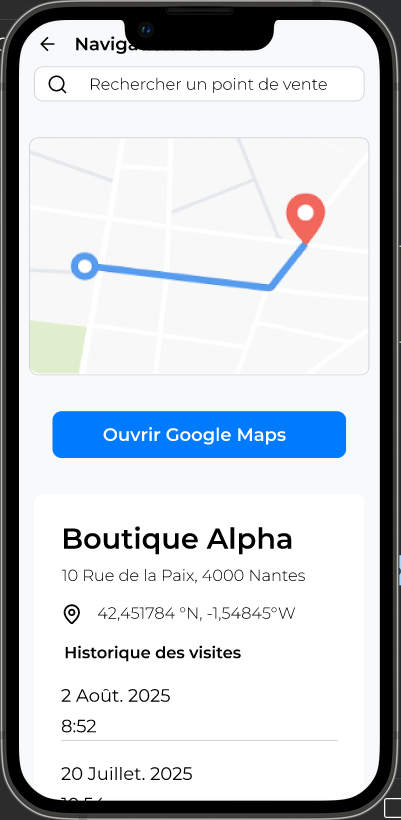 Naviga
Rechercher un point de vente
Ouvrir Google Maps
Boutique Alpha
10 Rue de la Paix, 4000 Nantes
42,451784 °N, -1,54845°W
Historique des visites
2 Août. 2025
8:52
20 Juillet. 2025